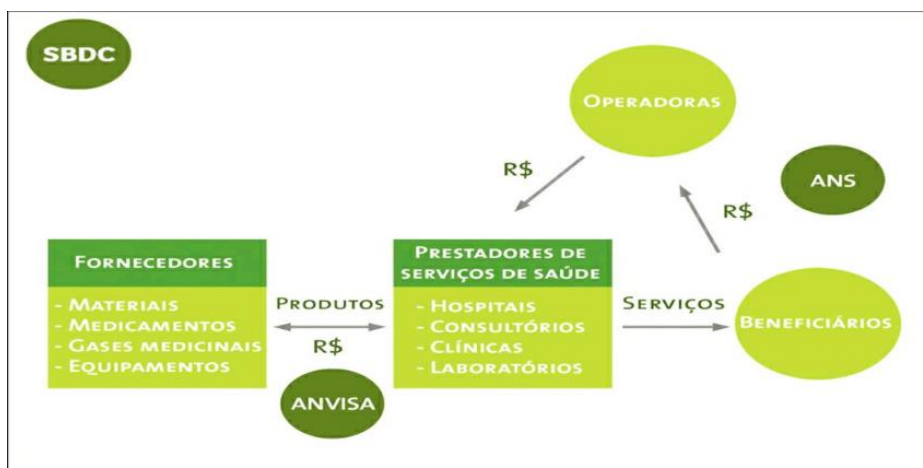 SBDC
OPERADORAS
R$
ANS
R$
FORNECEDORES
- MATERIAIS
- MEDICAMENTOS
- GASES MEDICINAIS
- EQUIPAMENTOS
PRODUTOS
R$
ANVISA
PRESTADORES DE
SERVIÇOS DE SAÚDE
- HOSPITAIS
- CONSULTÓRIOS
- CLÍNICAS
- LABORATÓRIOS
SERVIÇOS
BENEFICIÁRIOS